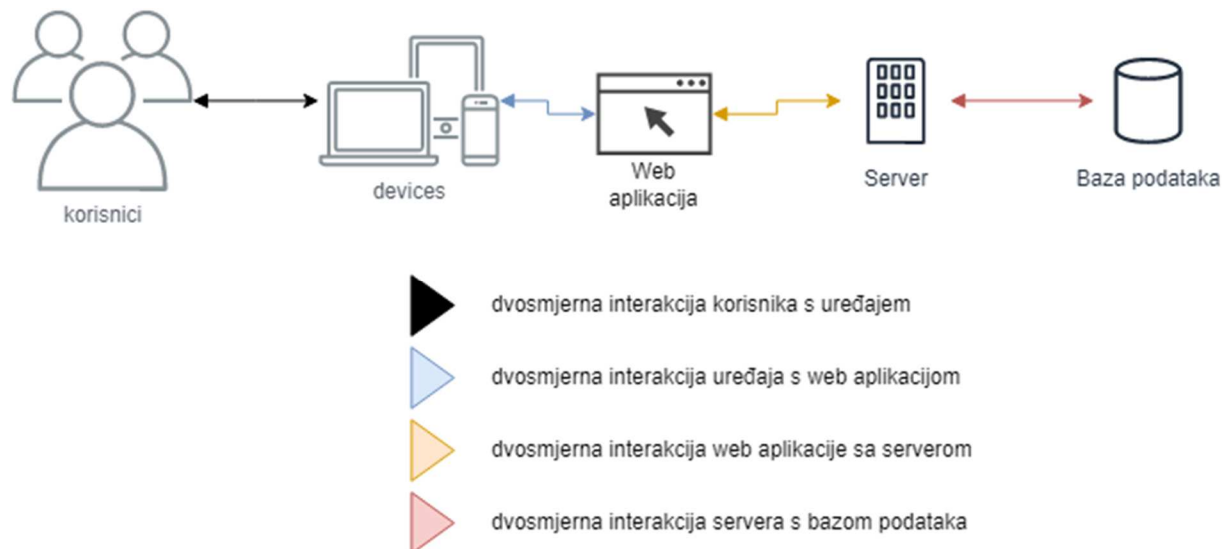 korisnici
devices
Web
aplikacija
Server
Baza podataka
dvosmjerna interakcija korisnika s uređajem
dvosmjerna interakcija uređaja s web aplikacijom
dvosmjerna interakcija web aplikacije sa serverom
dvosmjerna interakcija servera s bazom podataka